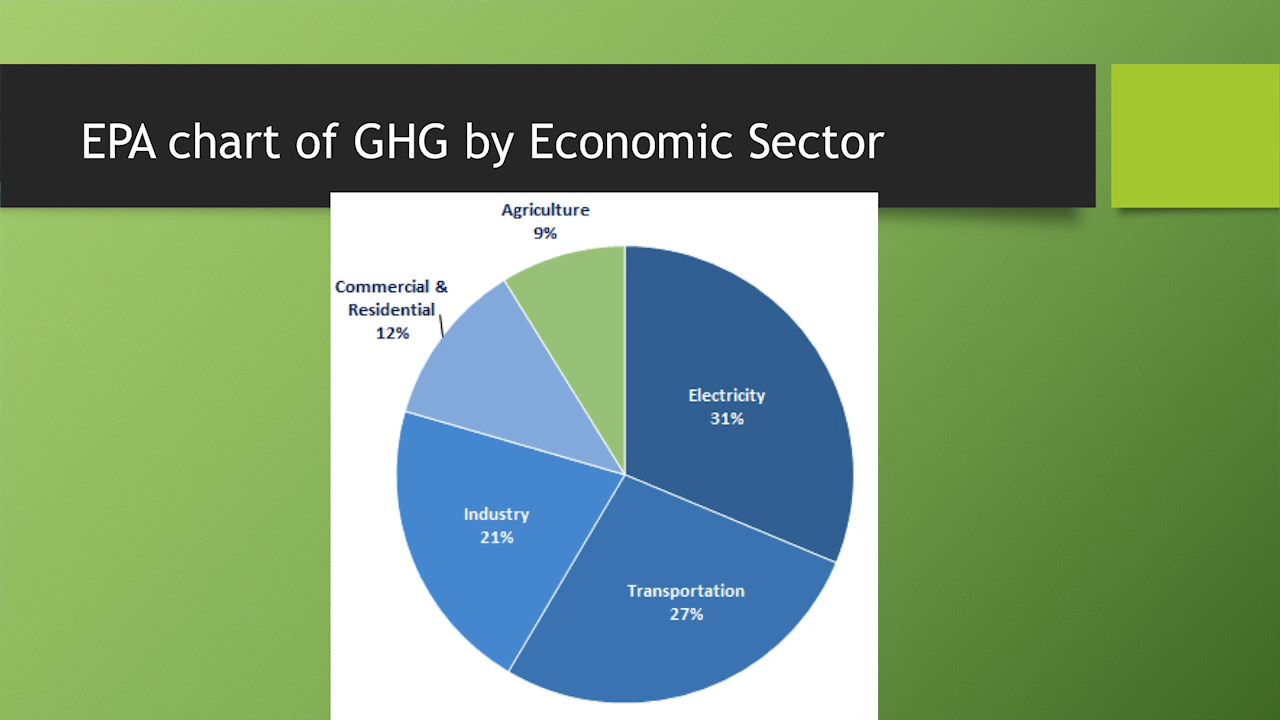 EPA chart of GHG by Economic Sector
Agriculture
9%
Commercial &
Residential
12%
Electricity
31%
Industry
21%
Transportation
27%